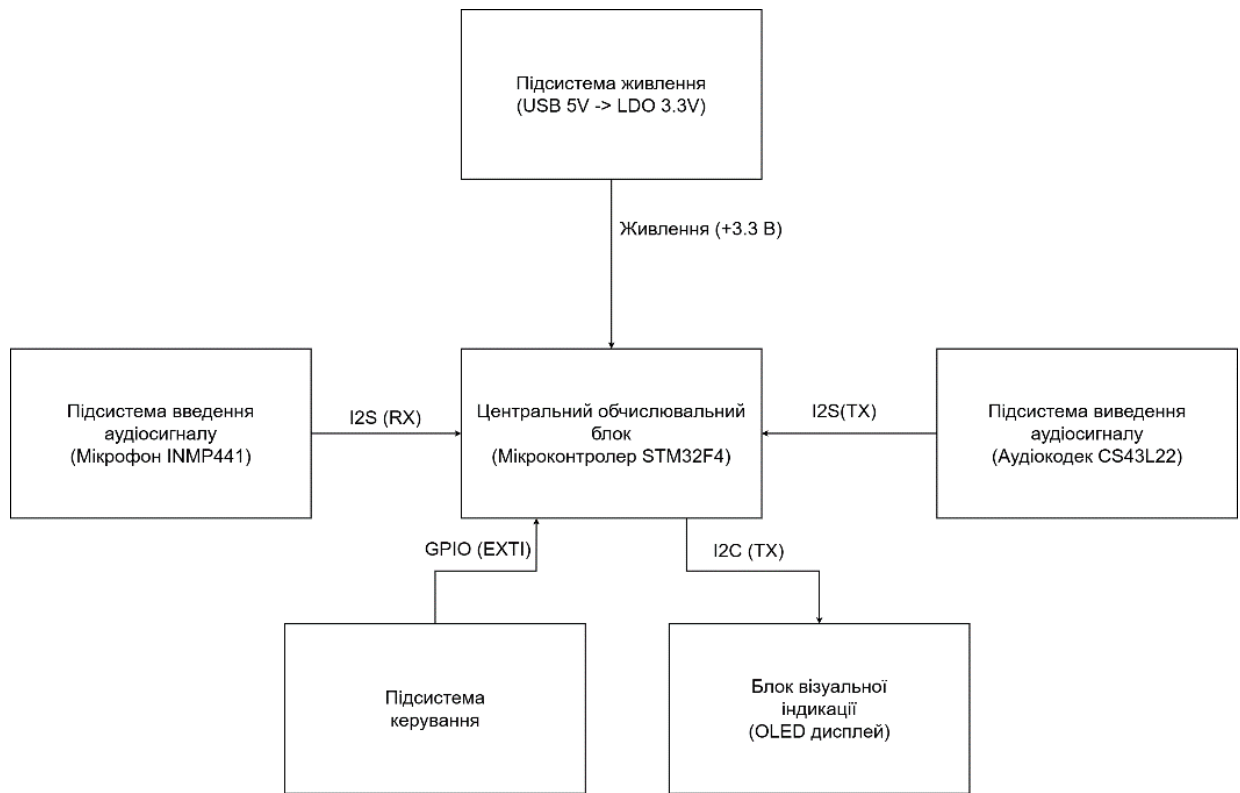 Підсистема живлення
(USB 5V -> LDO 3.3V)
Живлення (+3.3 В)
Підсистема введення
аудіосигналу
(Мікрофон INMP441)
I2S (RX)
Центральний обчислювальний
блок
(Мікроконтролер STM32F4)
I2S(TX)
Підсистема виведення
аудіосигналу
(Аудіокодек CS43L22)
GPIO (EXTI)
I2C (TX)
Підсистема
керування
Блок візуальної
індикації
(OLED дисплей)